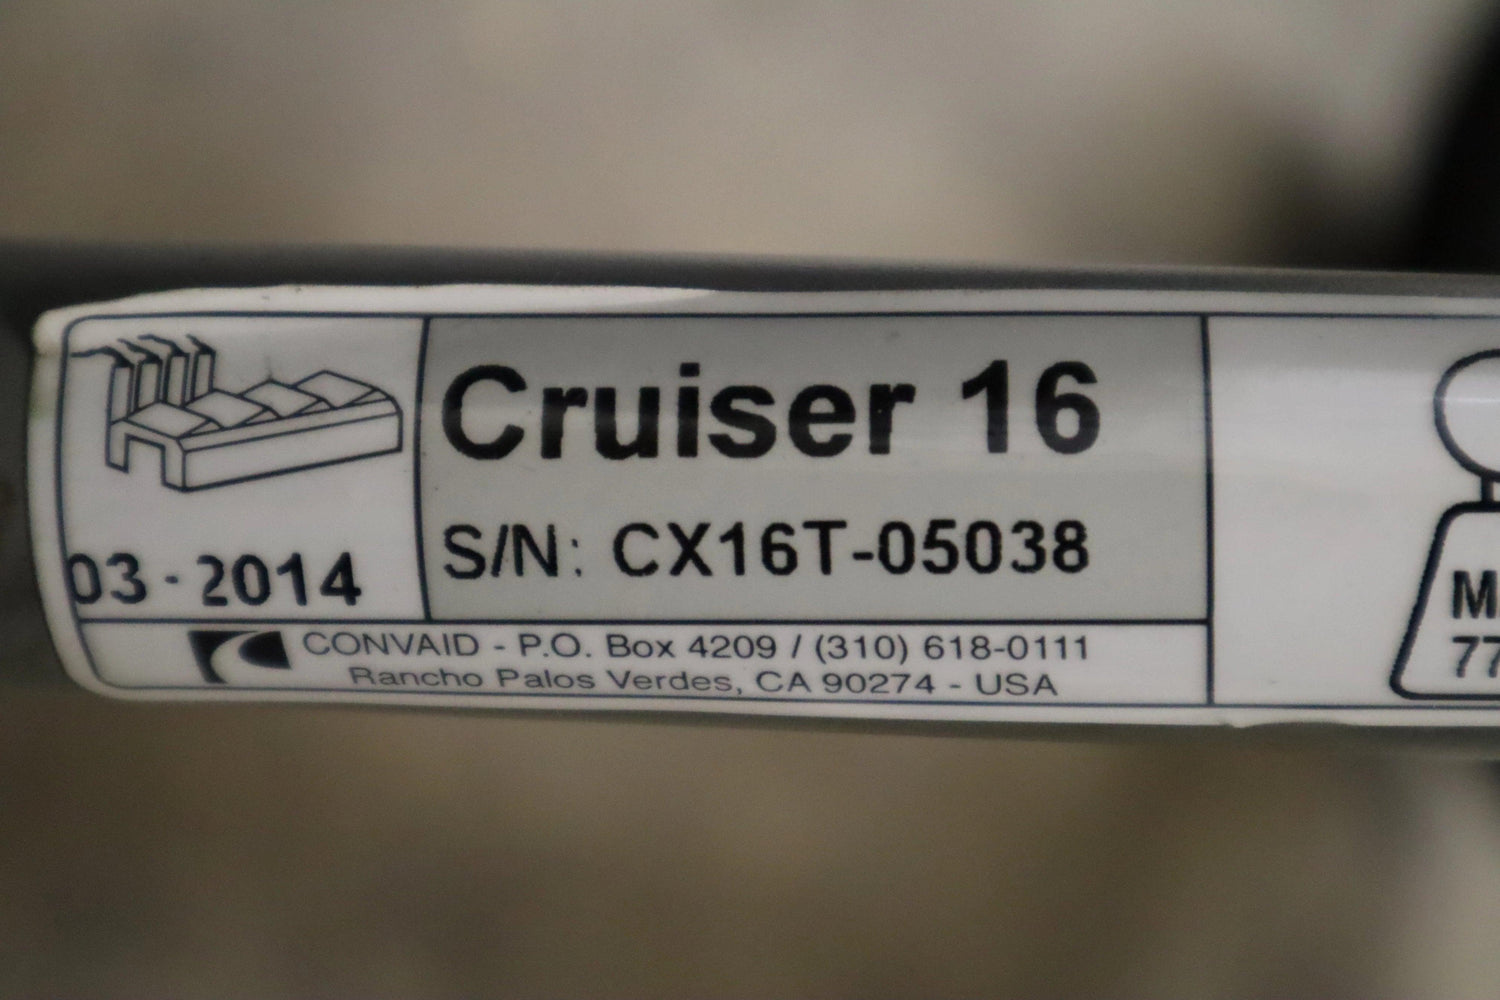 Cruiser 16
S/N: CX16T-05038
03-2014
CONVAID - P.O. Box 4209 / (310) 618-0111
Rancho Palos Verdes, CA 90274 - USA